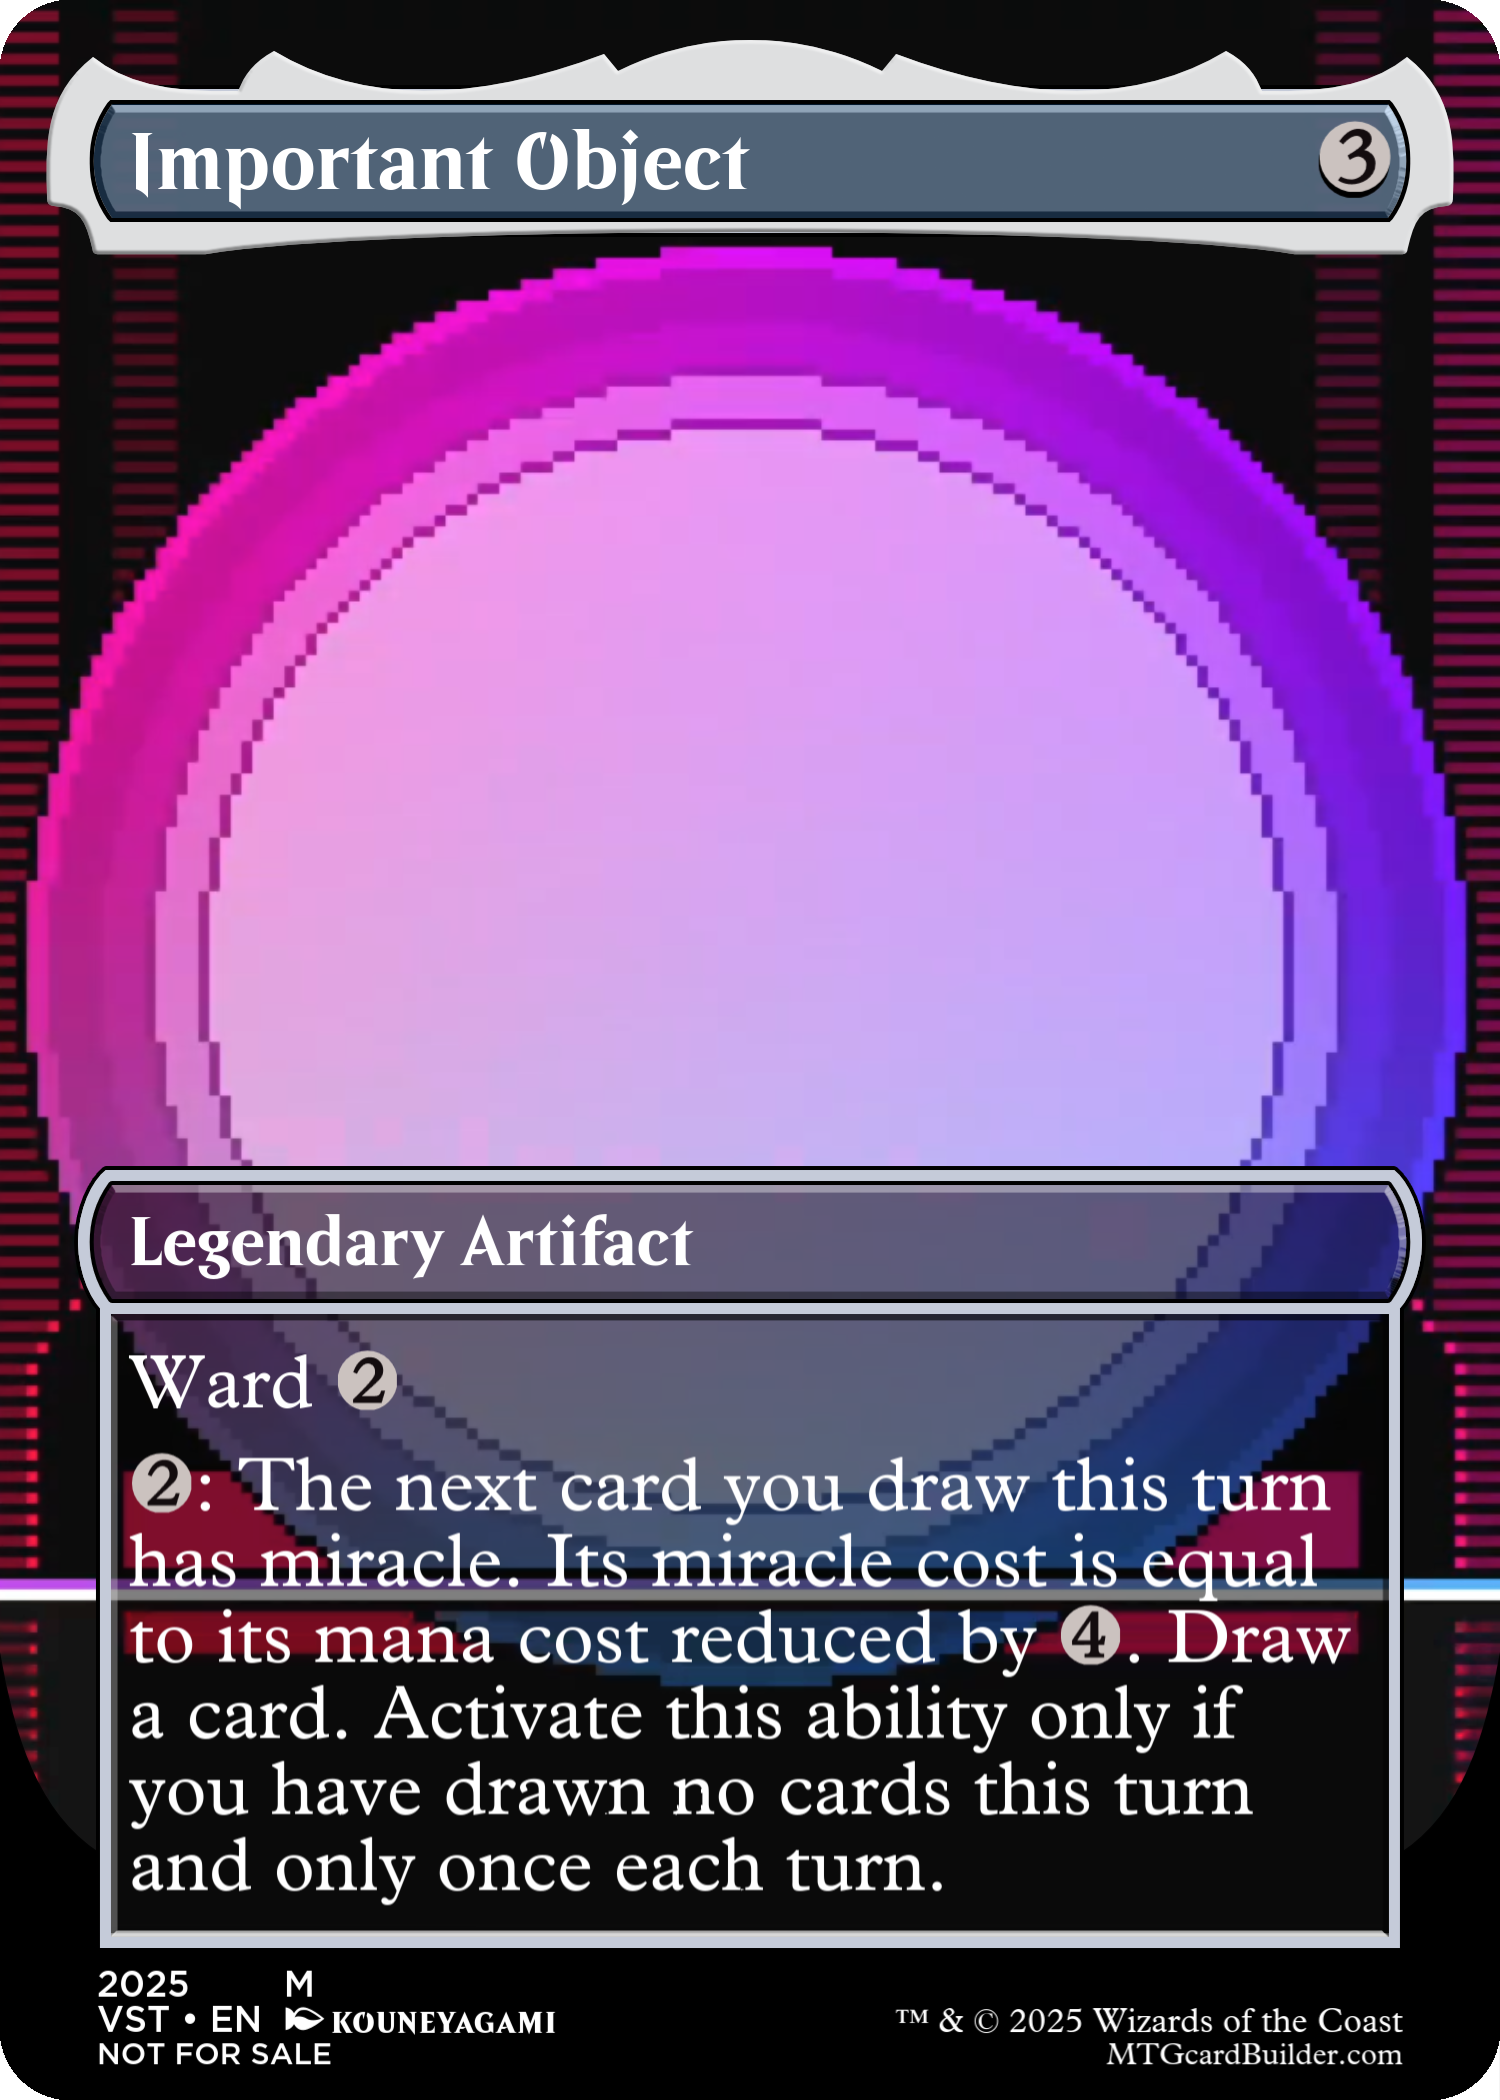 Important Object 3
Legendary Artifact
Ward 2
2: The next card you draw this turn
has miracle. Its miracle cost is equal
to its mana cost reduced by 4. Draw
a card. Activate this ability only if
you have drawn no cards this turn
and only once each turn.
2025 M
VST • EN KOUNEYAGAMI
NOT FOR SALE
™ & © 2025 Wizards of the Coast
MTGcardBuilder.com